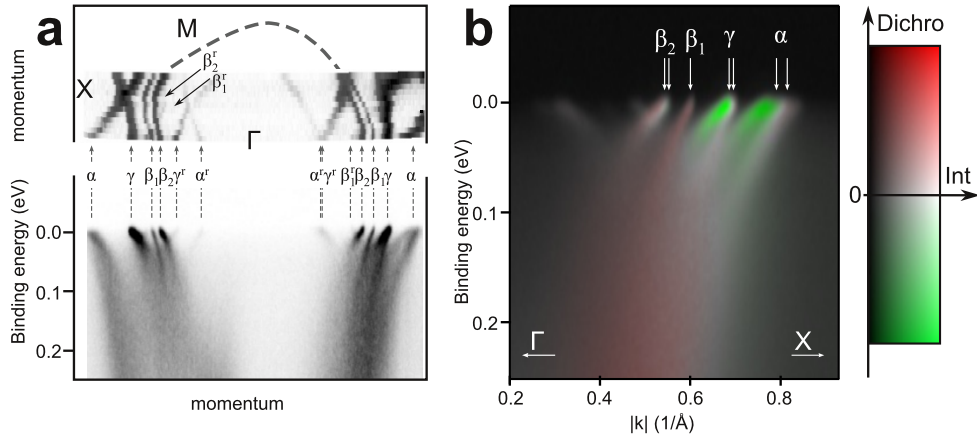 a
M
β₂ʳ
β₁ʳ
X
Γ
momentum
α γ β₁ β₂ γʳ αʳ αʳ γʳ β₁ʳ β₂ β₁ γ α
Binding energy (eV)
0.0
0.1
0.2
momentum
b
β₂ β₁ γ α
Binding energy (eV)
0.0
0.1
0.2
Γ X
0.2 0.4 0.6 0.8
|k| (1/Å)
Dichro
Int
0